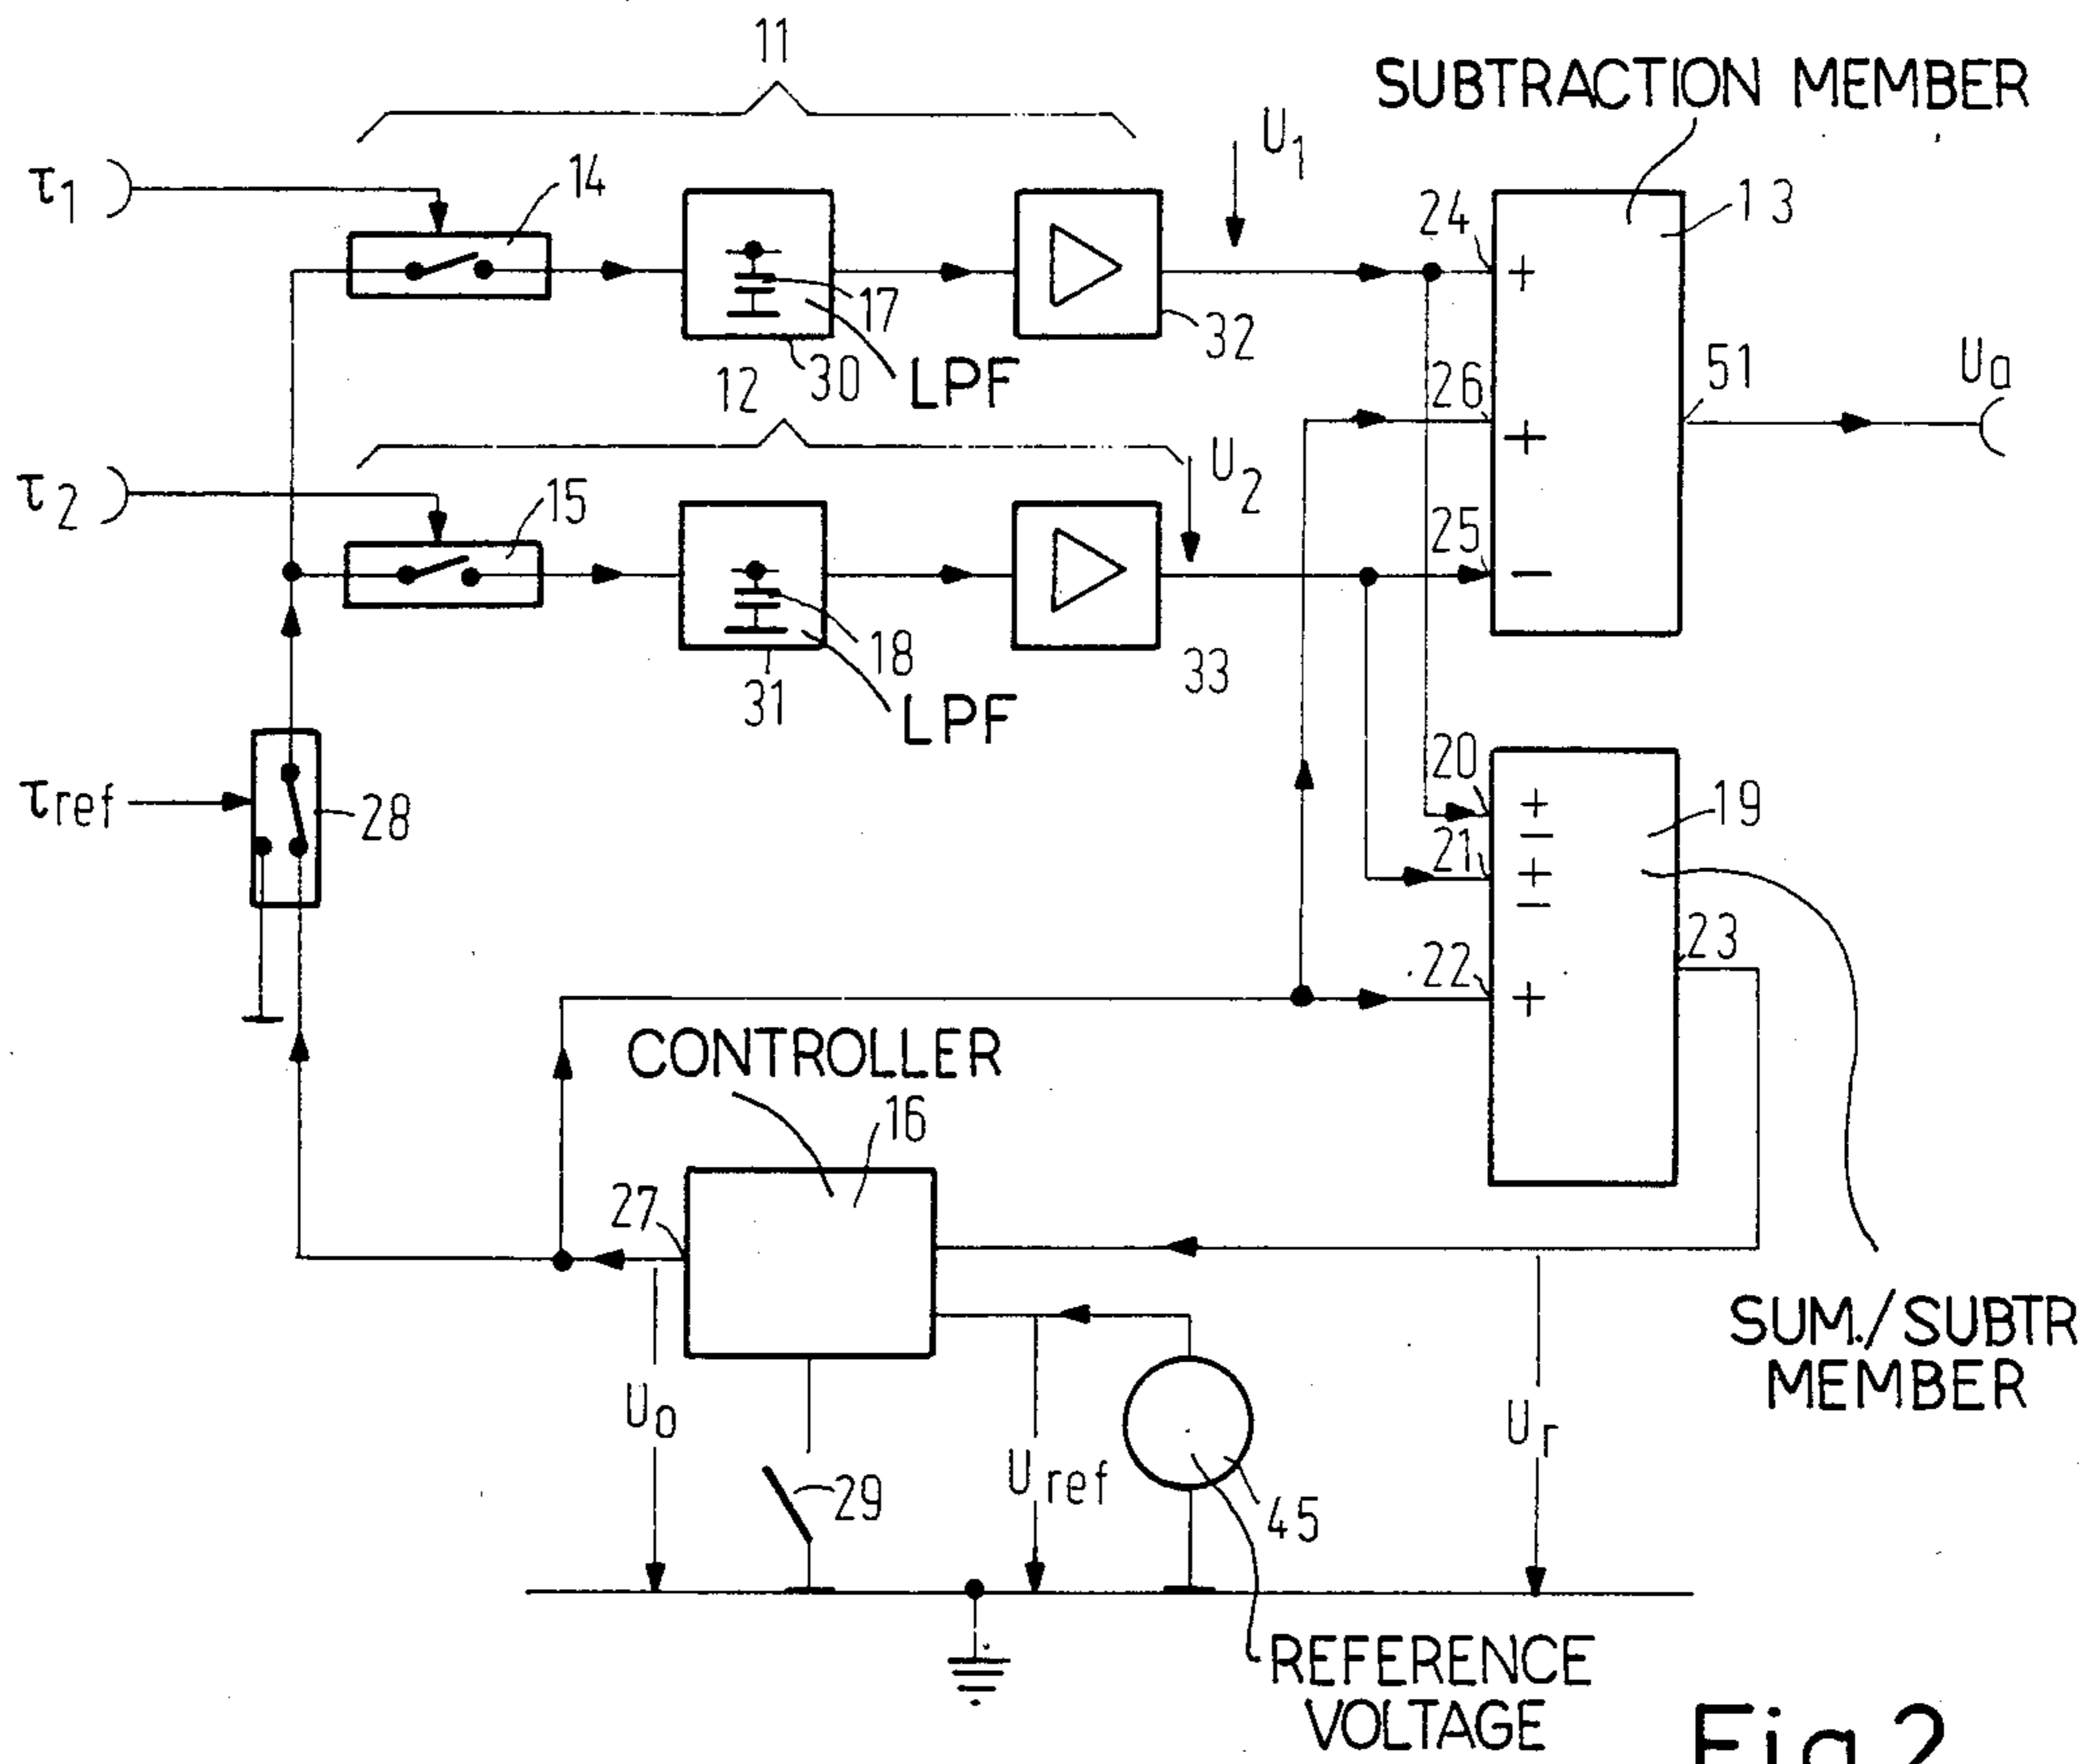 11
SUBTRACTION MEMBER
U1
τ1
14
24
13
+
17
32
30
LPF
12
26
51
Ua
+
U2
τ2
15
25
−
18
33
31
LPF
20
τref
28
±
19
21
±
23
22
+
CONTROLLER
16
27
SUM./SUBTR
MEMBER
U0
Ur
29
Uref
45
REFERENCE
VOLTAGE
Fig.2